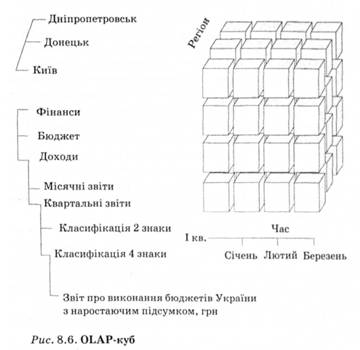 Дніпропетровськ
Донецьк
Київ
Регіон
Фінанси
Бюджет
Доходи
Місячні звіти
Квартальні звіти
Класифікація 2 знаки
Класифікація 4 знаки
Звіт про виконання бюджетів України
з наростаючим підсумком, грн
Час
І кв.
Січень Лютий Березень
Рис. 8.6. OLAP-куб